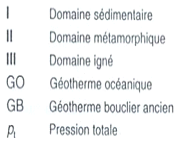 I Domaine sédimentaire
II Domaine métamorphique
III Domaine igné
GO Géotherme océanique
GB Géotherme bouclier ancien
pt Pression totale